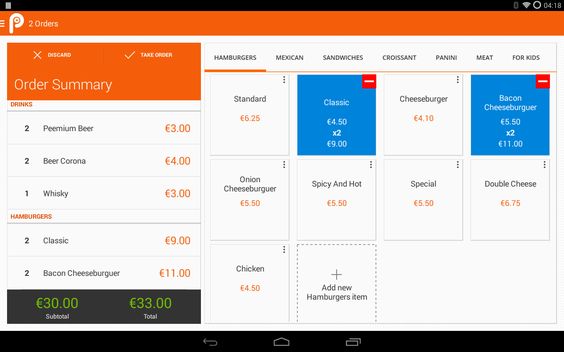 04:18
2 Orders
DISCARD
TAKE ORDER
Order Summary
DRINKS
2 Peemium Beer €3.00
2 Beer Corona €4.00
1 Whisky €3.00
HAMBURGERS
2 Classic €9.00
2 Bacon Cheeseburguer €11.00
€30.00 €33.00
Subtotal Total
HAMBURGERS MEXICAN SANDWICHES CROISSANT PANINI MEAT FOR KIDS
Standard
€6.25
Classic
€4.50
x2
€9.00
Cheeseburger
€4.10
Bacon
Cheeseburguer
€5.50
x2
€11.00
Onion
Cheeseburguer
€5.50
Spicy And Hot
€5.50
Special
€5.50
Double Cheese
€6.75
Chicken
€4.50
Add new
Hamburgers item